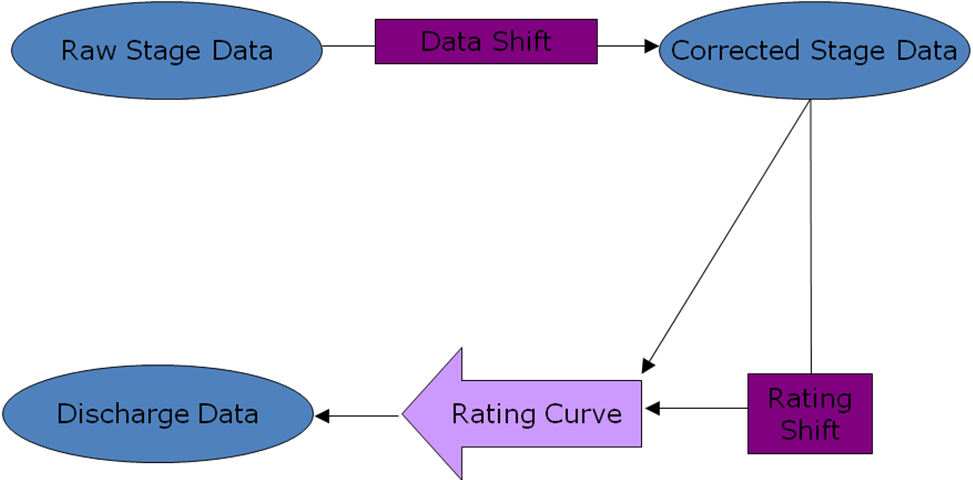 Raw Stage Data
Data Shift
Corrected Stage Data
Discharge Data
Rating Curve
Rating
Shift